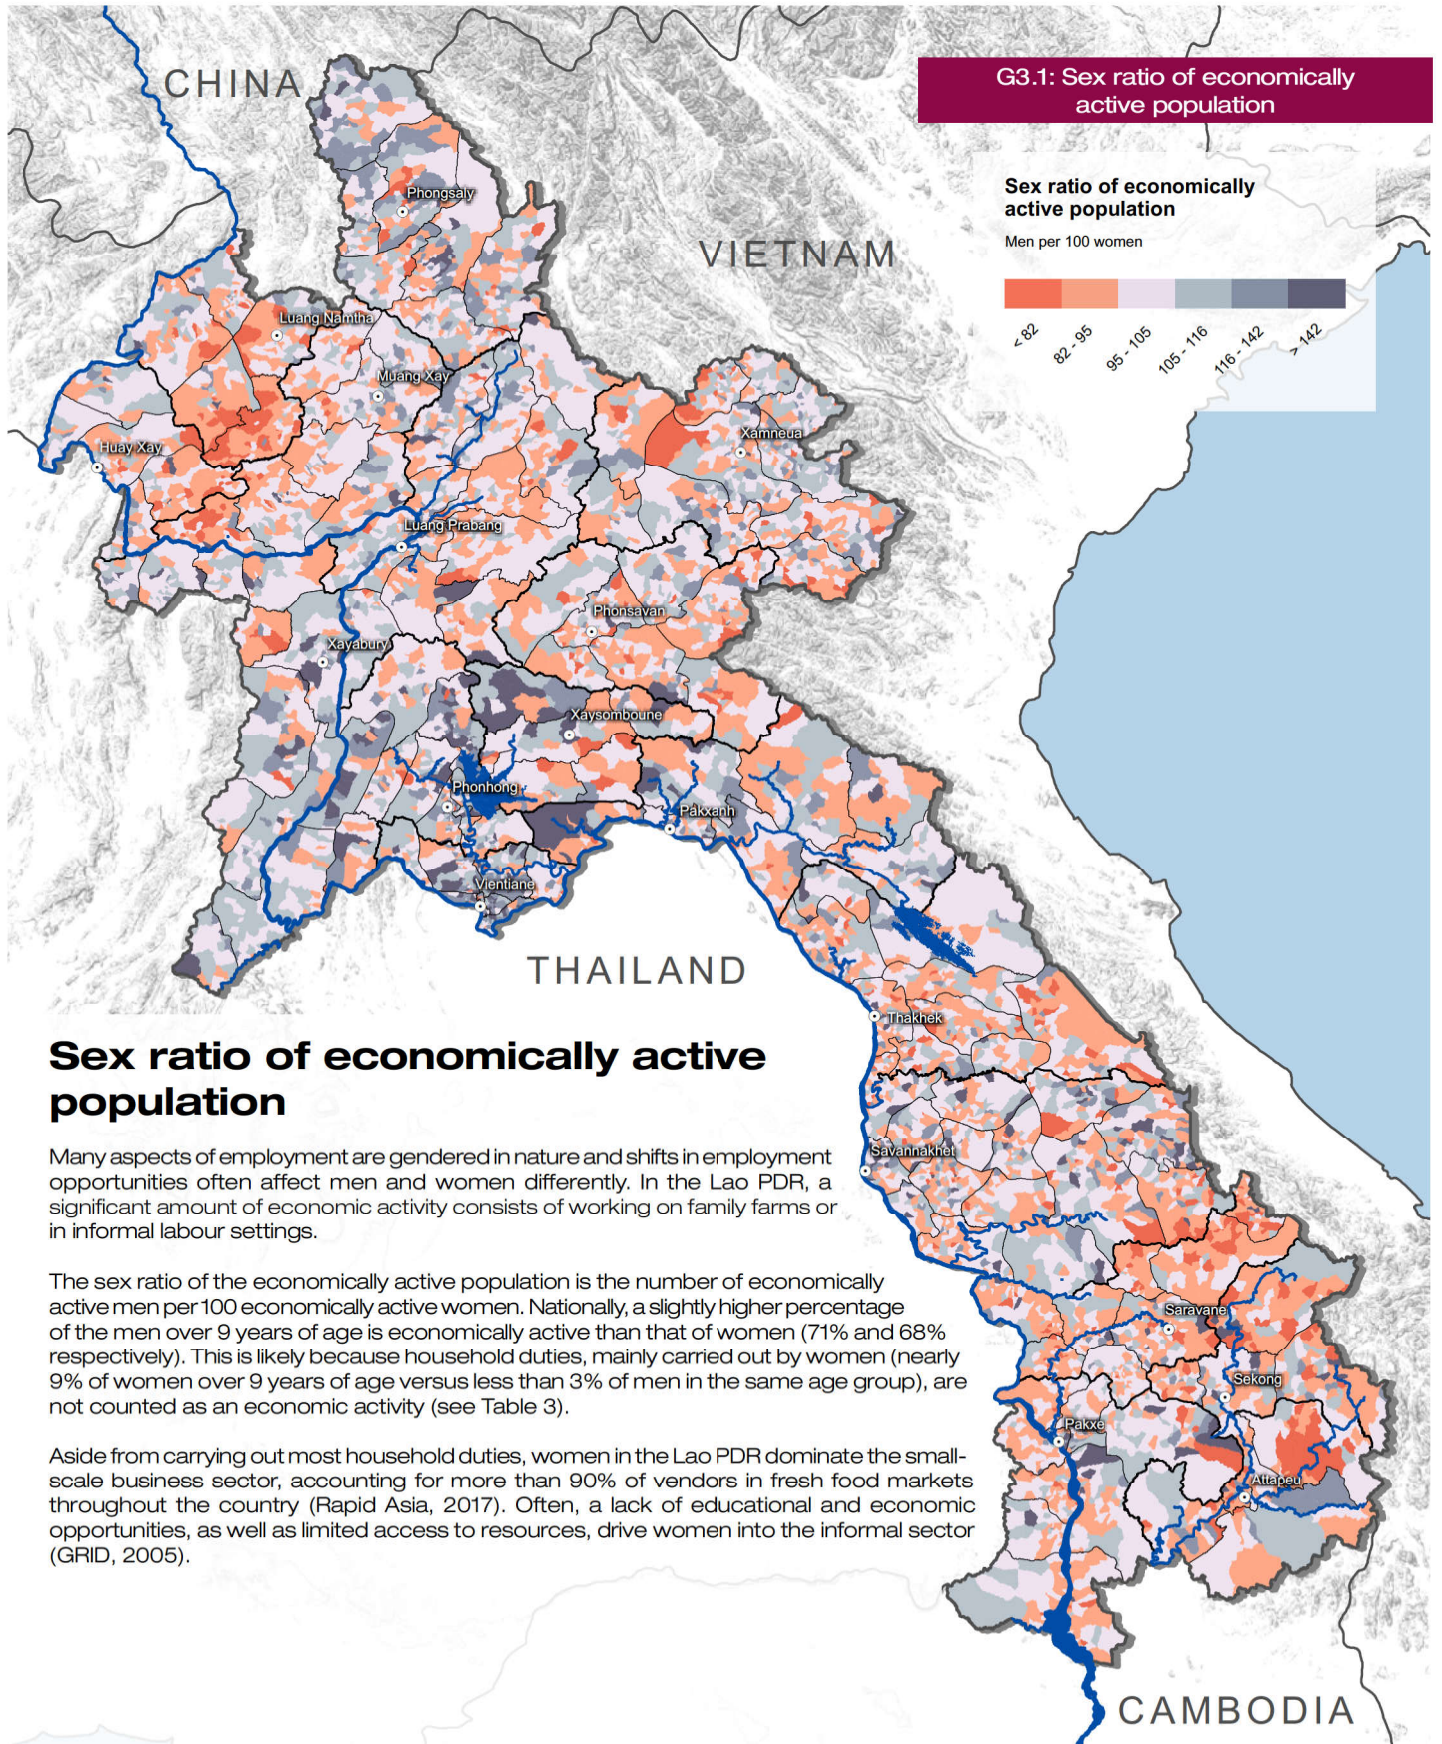 CHINA
G3.1: Sex ratio of economically
active population
Sex ratio of economically
active population
Men per 100 women
< 82
82 - 95
95 - 105
105 - 116
116 - 142
> 142
VIETNAM
Phongsaly
Luang Namtha
Muang Xay
Huay Xay
Xamneua
Luang Prabang
Phonsavan
Xayabury
Xaysomboune
Phonhong
Pakxanh
Vientiane
THAILAND
Thakhek
Savannakhet
Saravane
Sekong
Pakxe
Attapeu
CAMBODIA
Sex ratio of economically active
population
Many aspects of employment are gendered in nature and shifts in employment
opportunities often affect men and women differently. In the Lao PDR, a
significant amount of economic activity consists of working on family farms or
in informal labour settings.
The sex ratio of the economically active population is the number of economically
active men per 100 economically active women. Nationally, a slightly higher percentage
of the men over 9 years of age is economically active than that of women (71% and 68%
respectively). This is likely because household duties, mainly carried out by women (nearly
9% of women over 9 years of age versus less than 3% of men in the same age group), are
not counted as an economic activity (see Table 3).
Aside from carrying out most household duties, women in the Lao PDR dominate the small-
scale business sector, accounting for more than 90% of vendors in fresh food markets
throughout the country (Rapid Asia, 2017). Often, a lack of educational and economic
opportunities, as well as limited access to resources, drive women into the informal sector
(GRID, 2005).